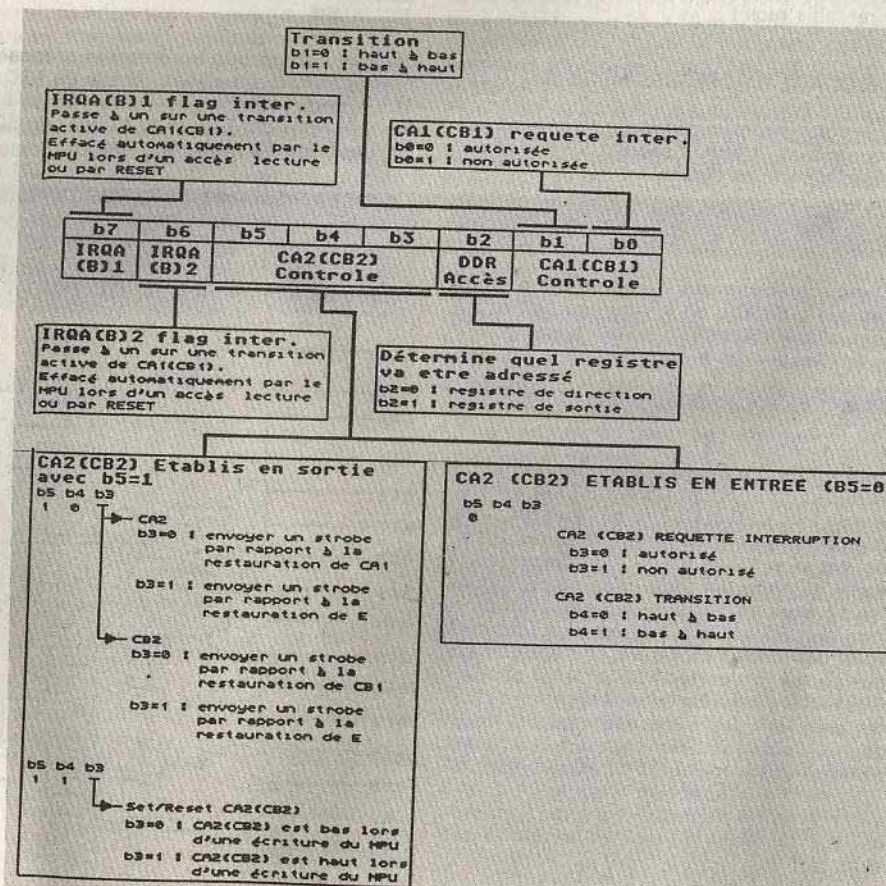 Transition
b1=0 : haut à bas
b1=1 : bas à haut
IRQA(B)1 flag inter.
Passe à un sur une transition
active de CA1(CB1).
Effacé automatiquement par le
MPU lors d'un accès lecture
ou par RESET
CA1(CB1) requete inter.
b0=0 : autorisée
b0=1 : non autorisée
b7 b6 b5 b4 b3 b2 b1 b0
IRQA IRQA CA2(CB2) DDR CA1(CB1)
(B)1 (B)2 Controle Accès Controle
IRQA(B)2 flag inter.
Passe à un sur une transition
active de CA1(CB1).
Effacé automatiquement par le
MPU lors d'un accès lecture
ou par RESET
Détermine quel registre
va etre adressé
b2=0 : registre de direction
b2=1 : registre de sortie
CA2(CB2) Etablis en sortie
avec b5=1
b5 b4 b3
1 0
CA2
b3=0 : envoyer un strobe
par rapport à la
restauration de CA1
b3=1 : envoyer un strobe
par rapport à la
restauration de E
CB2
b3=0 : envoyer un strobe
par rapport à la
restauration de CB1
b3=1 : envoyer un strobe
par rapport à la
restauration de E
b5 b4 b3
1 1
Set/Reset CA2(CB2)
b3=0 : CA2(CB2) est bas lors
d'une écriture du MPU
b3=1 : CA2(CB2) est haut lors
d'une écriture du MPU
CA2 (CB2) ETABLIS EN ENTREE (B5=0
b5 b4 b3
0
CA2 (CB2) REQUETTE INTERRUPTION
b3=0 : autorisé
b3=1 : non autorisé
CA2 (CB2) TRANSITION
b4=0 : haut à bas
b4=1 : bas à haut